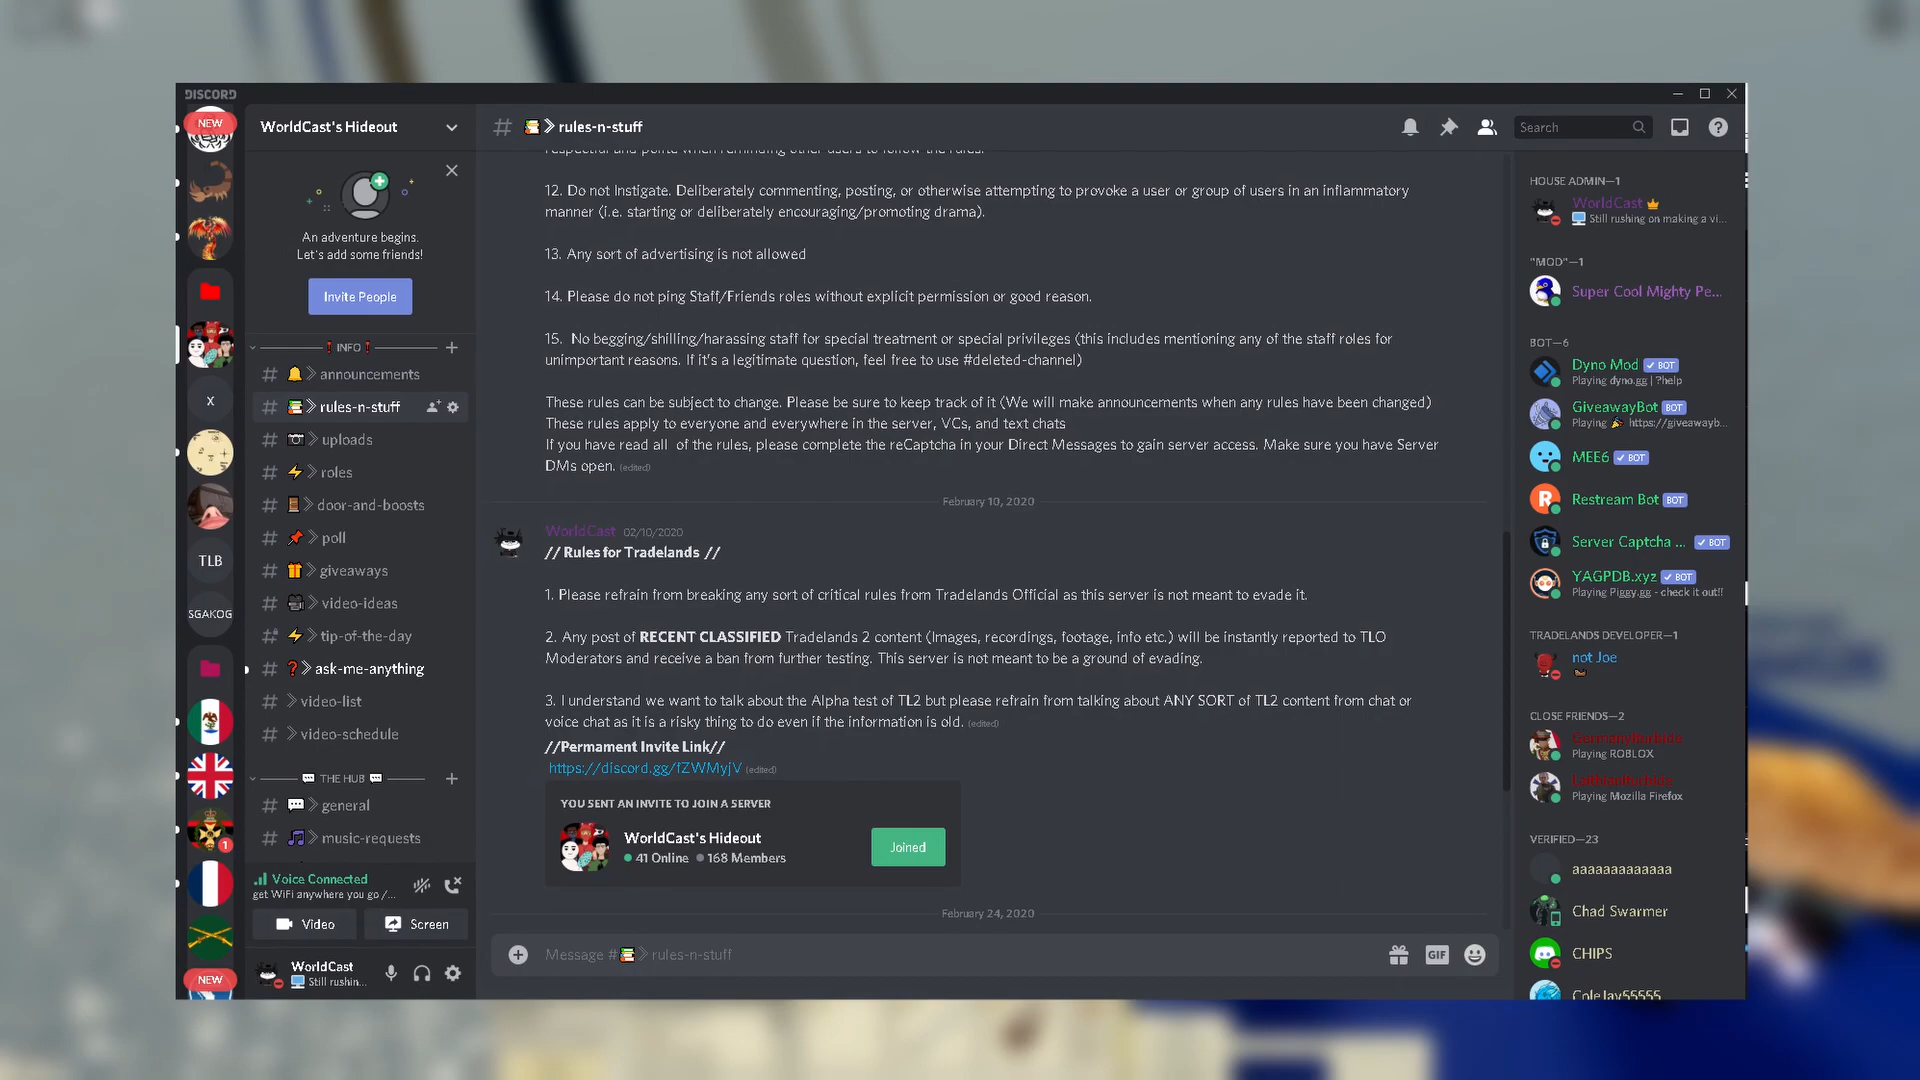 DISCORD
NEW
X
TLB
SGAKOG
1
NEW
WorldCast's Hideout
An adventure begins.
Let's add some friends!
Invite People
INFO
announcements
rules-n-stuff
uploads
roles
door-and-boosts
poll
giveaways
video-ideas
tip-of-the-day
ask-me-anything
video-list
video-schedule
THE HUB
general
music-requests
Voice Connected
get WiFi anywhere you go /...
Video
Screen
WorldCast
Still rushin...
rules-n-stuff
Search
respectful and polite when reminding other users to follow the rules.
12. Do not Instigate. Deliberately commenting, posting, or otherwise attempting to provoke a user or group of users in an inflammatory
manner (i.e. starting or deliberately encouraging/promoting drama).
13. Any sort of advertising is not allowed
14. Please do not ping Staff/Friends roles without explicit permission or good reason.
15. No begging/shilling/harassing staff for special treatment or special privileges (this includes mentioning any of the staff roles for
unimportant reasons. If it's a legitimate question, feel free to use #deleted-channel)
These rules can be subject to change. Please be sure to keep track of it (We will make announcements when any rules have been changed)
These rules apply to everyone and everywhere in the server, VCs, and text chats
If you have read all of the rules, please complete the reCaptcha in your Direct Messages to gain server access. Make sure you have Server
DMs open. (edited)
February 10, 2020
WorldCast 02/10/2020
// Rules for Tradelands //
1. Please refrain from breaking any sort of critical rules from Tradelands Official as this server is not meant to evade it.
2. Any post of RECENT CLASSIFIED Tradelands 2 content (Images, recordings, footage, info etc.) will be instantly reported to TLO
Moderators and receive a ban from further testing. This server is not meant to be a ground of evading.
3. I understand we want to talk about the Alpha test of TL2 but please refrain from talking about ANY SORT of TL2 content from chat or
voice chat as it is a risky thing to do even if the information is old. (edited)
//Permament Invite Link//
https://discord.gg/fZWMyjV (edited)
YOU SENT AN INVITE TO JOIN A SERVER
WorldCast's Hideout
41 Online 168 Members
Joined
February 24, 2020
Message # rules-n-stuff
GIF
HOUSE ADMIN—1
WorldCast
Still rushing on making a vi...
"MOD"—1
Super Cool Mighty Pe...
BOT—6
Dyno Mod BOT
Playing dyno.gg | ?help
GiveawayBot BOT
Playing https://giveawayb...
MEE6 BOT
Restream Bot BOT
Server Captcha ... BOT
YAGPDB.xyz BOT
Playing Piggy.gg - check it out!!
TRADELANDS DEVELOPER—1
not Joe
CLOSE FRIENDS—2
Playing ROBLOX
Playing Mozilla Firefox
VERIFIED—23
aaaaaaaaaaaaa
Chad Swarmer
CHIPS
ColeJay55555